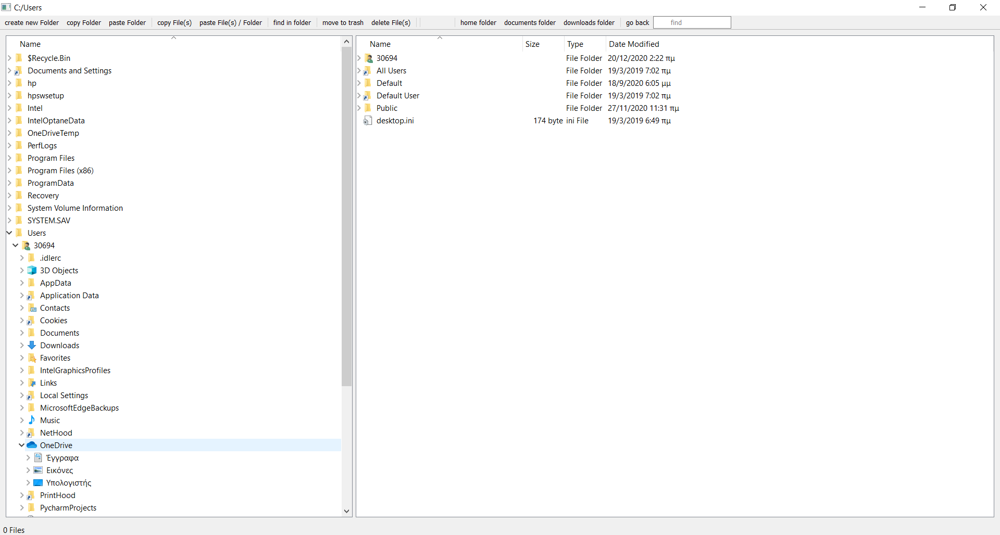 C:/Users
create new Folder copy Folder paste Folder copy File(s) paste File(s) / Folder find in folder move to trash delete File(s) home folder documents folder downloads folder go back find
Name
$Recycle.Bin
Documents and Settings
hp
hpswsetup
Intel
IntelOptaneData
OneDriveTemp
PerfLogs
Program Files
Program Files (x86)
ProgramData
Recovery
System Volume Information
SYSTEM.SAV
Users
30694
.idlerc
3D Objects
AppData
Application Data
Contacts
Cookies
Documents
Downloads
Favorites
IntelGraphicsProfiles
Links
Local Settings
MicrosoftEdgeBackups
Music
NetHood
OneDrive
Έγγραφα
Εικόνες
Υπολογιστής
PrintHood
PycharmProjects
Name Size Type Date Modified
30694 File Folder 20/12/2020 2:22 πμ
All Users File Folder 19/3/2019 7:02 πμ
Default File Folder 18/9/2020 6:05 μμ
Default User File Folder 19/3/2019 7:02 πμ
Public File Folder 27/11/2020 11:31 πμ
desktop.ini 174 byte ini File 19/3/2019 6:49 πμ
0 Files